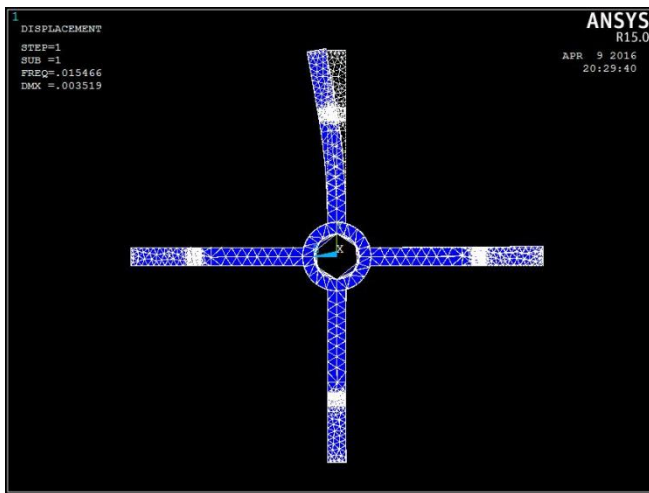 1
DISPLACEMENT
STEP=1
SUB =1
FREQ=.015466
DMX =.003519
ANSYS
R15.0
APR  9 2016
20:29:40
X